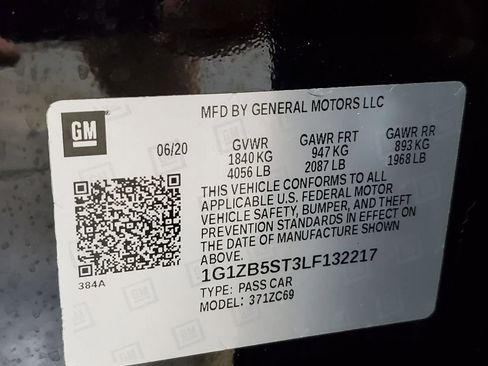 MFD BY GENERAL MOTORS LLC
GM
06/20 GVWR GAWR FRT GAWR RR
1840 KG 947 KG 893 KG
4056 LB 2087 LB 1968 LB
THIS VEHICLE CONFORMS TO ALL
APPLICABLE U.S. FEDERAL MOTOR
VEHICLE SAFETY, BUMPER, AND THEFT
PREVENTION STANDARDS IN EFFECT ON
THE DATE OF MANUFACTURE SHOWN
ABOVE.
384A
1G1ZB5ST3LF132217
TYPE: PASS CAR
MODEL: 371ZC69